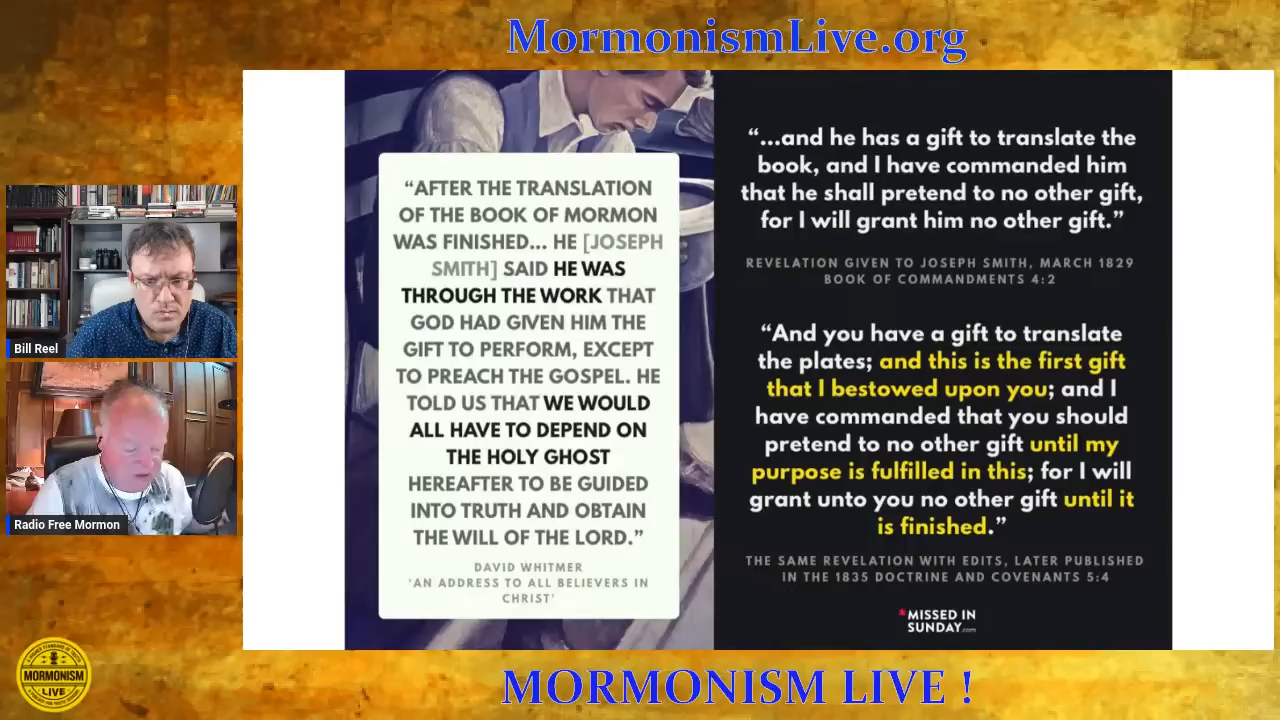 MormonismLive.org
Bill Reel
Radio Free Mormon
“AFTER THE TRANSLATION
OF THE BOOK OF MORMON
WAS FINISHED... HE [JOSEPH
SMITH] SAID HE WAS
THROUGH THE WORK THAT
GOD HAD GIVEN HIM THE
GIFT TO PERFORM, EXCEPT
TO PREACH THE GOSPEL. HE
TOLD US THAT WE WOULD
ALL HAVE TO DEPEND ON
THE HOLY GHOST
HEREAFTER TO BE GUIDED
INTO TRUTH AND OBTAIN
THE WILL OF THE LORD.”
DAVID WHITMER
'AN ADDRESS TO ALL BELIEVERS IN
CHRIST'
“...and he has a gift to translate the
book, and I have commanded him
that he shall pretend to no other gift,
for I will grant him no other gift.”
REVELATION GIVEN TO JOSEPH SMITH, MARCH 1829
BOOK OF COMMANDMENTS 4:2
“And you have a gift to translate
the plates; and this is the first gift
that I bestowed upon you; and I
have commanded that you should
pretend to no other gift until my
purpose is fulfilled in this; for I will
grant unto you no other gift until it
is finished.”
THE SAME REVELATION WITH EDITS, LATER PUBLISHED
IN THE 1835 DOCTRINE AND COVENANTS 5:4
*MISSED IN
SUNDAY.com
MORMONISM
LIVE
MORMONISM LIVE !